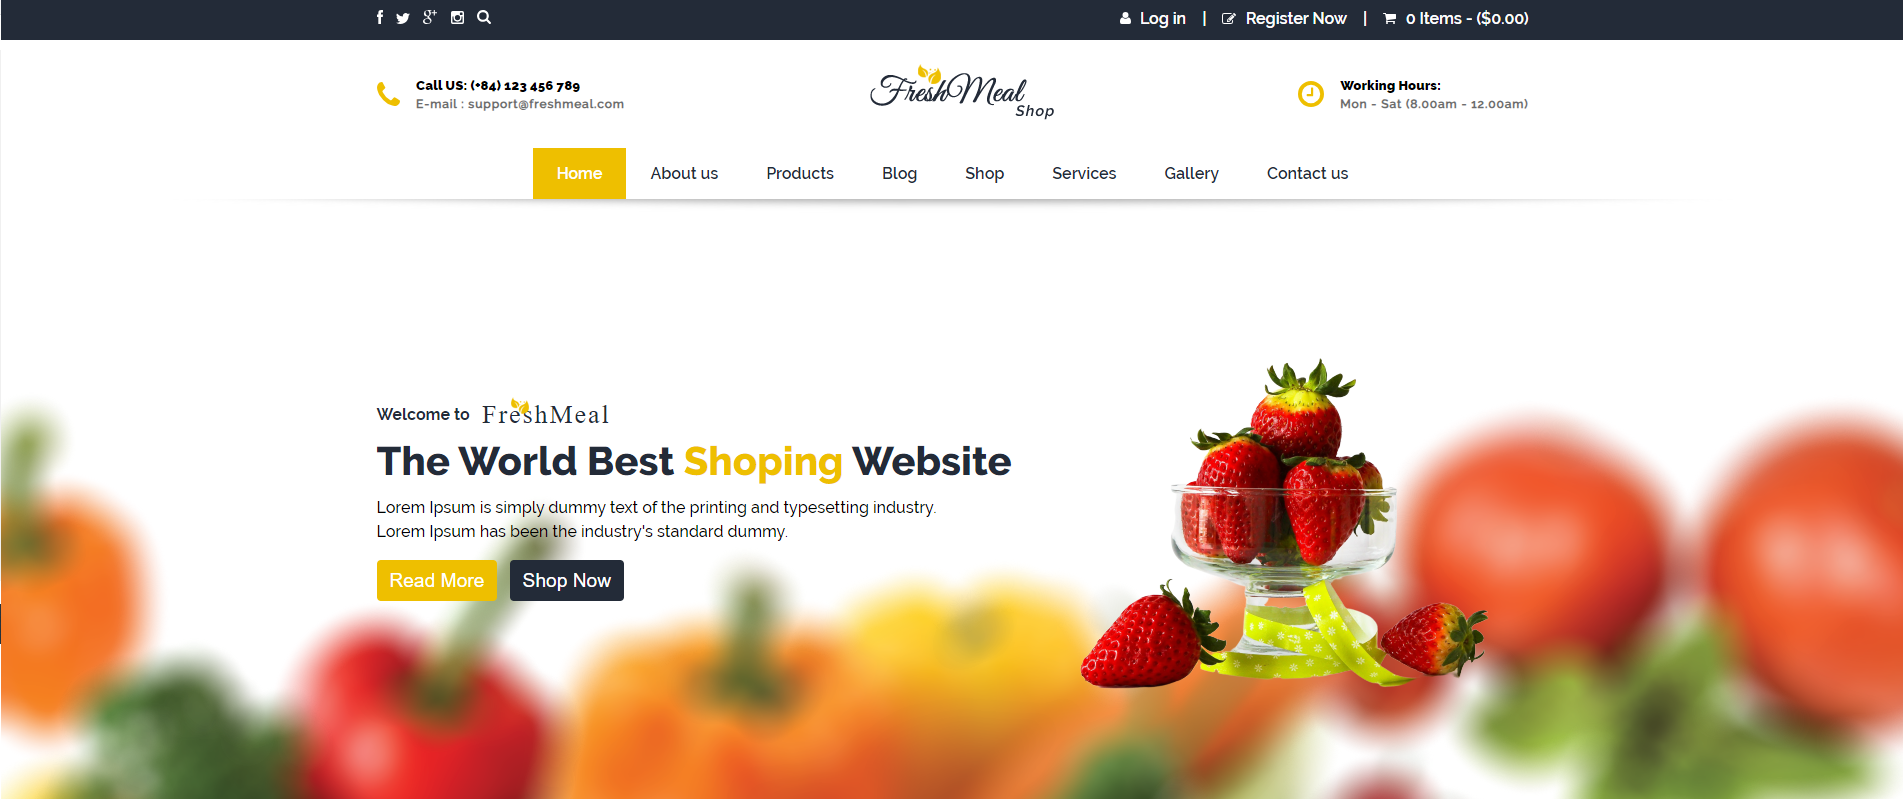 Log in | Register Now | 0 Items - ($0.00)
Call US: (+84) 123 456 789
E-mail : support@freshmeal.com
FreshMeal
Shop
Working Hours:
Mon - Sat (8.00am - 12.00am)
Home About us Products Blog Shop Services Gallery Contact us
Welcome to FreshMeal
The World Best Shoping Website
Lorem Ipsum is simply dummy text of the printing and typesetting industry.
Lorem Ipsum has been the industry's standard dummy.
Read More Shop Now